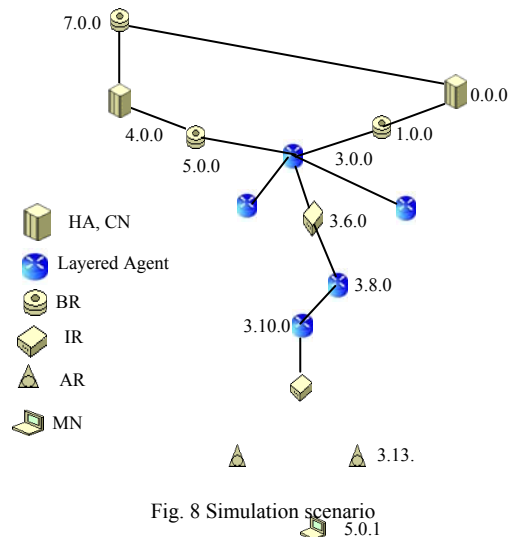 7.0.0
0.0.0
4.0.0
1.0.0
5.0.0
3.0.0
HA, CN
3.6.0
Layered Agent
3.8.0
BR
3.10.0
IR
AR
3.13.
MN
Fig. 8 Simulation scenario
5.0.1